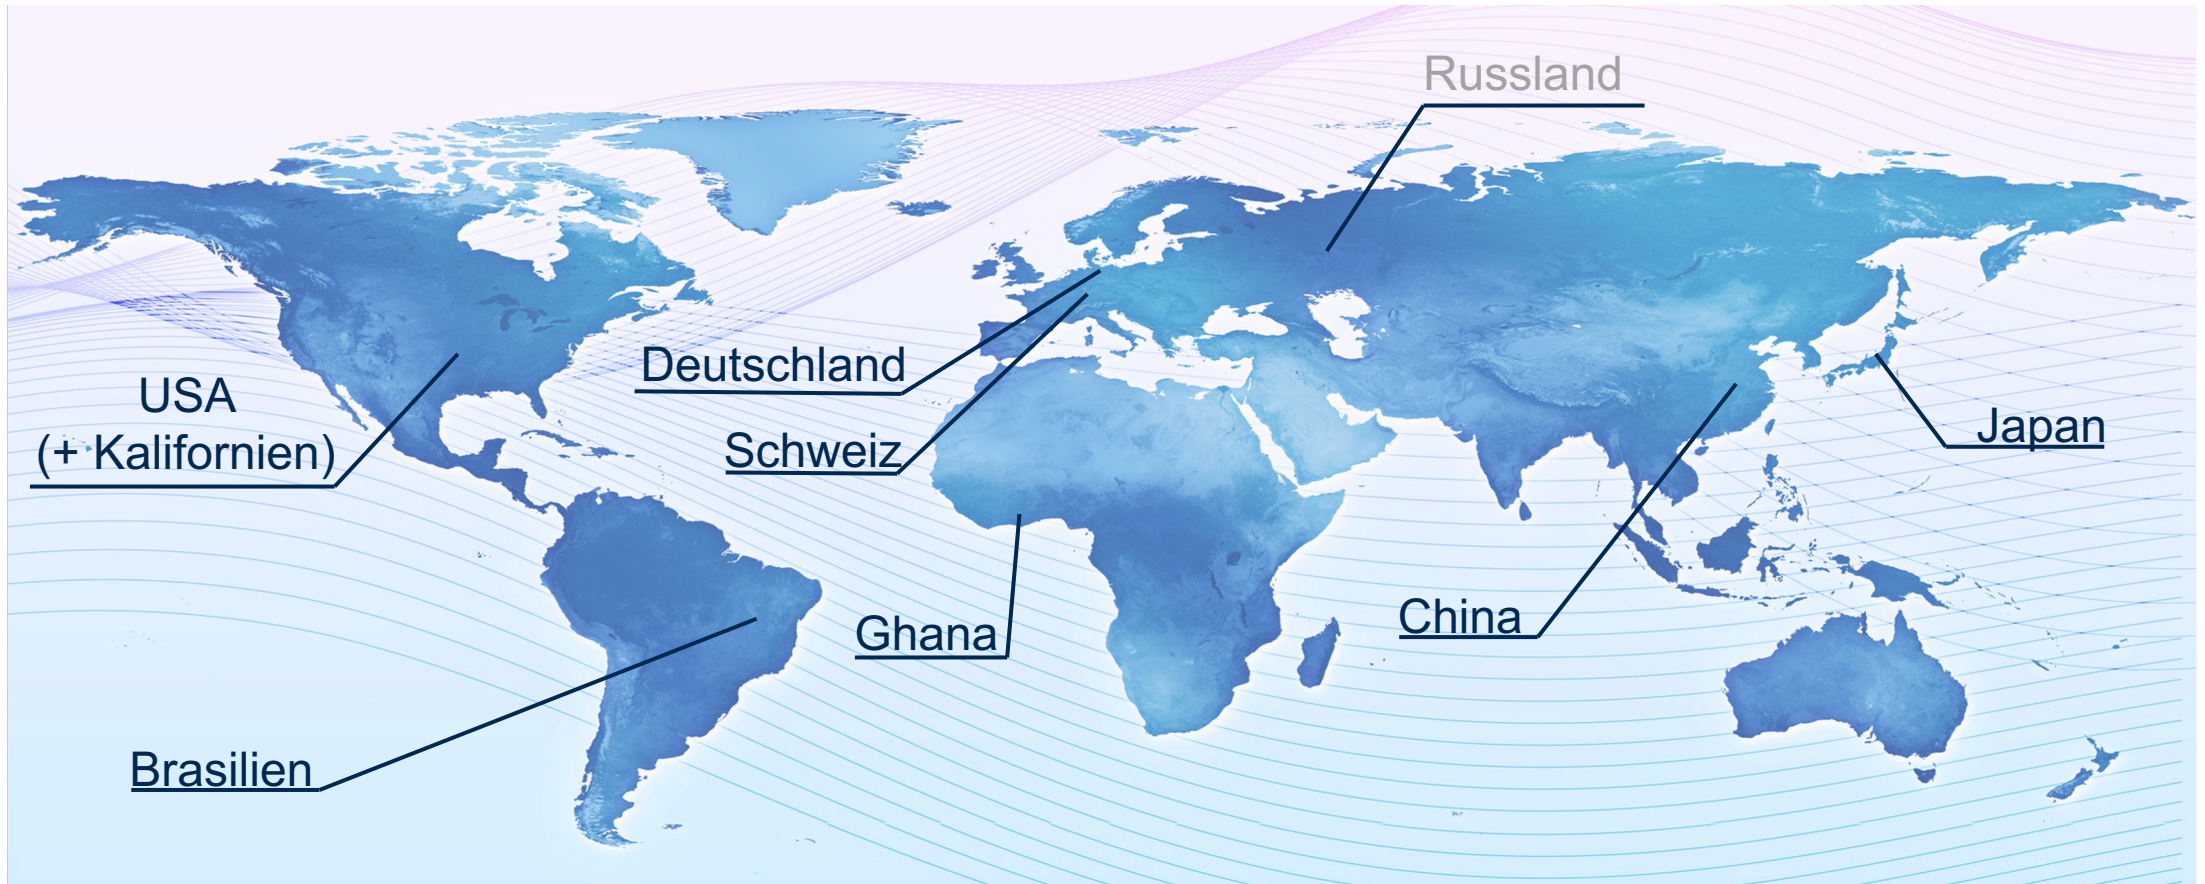 Russland
Deutschland
USA
(+ Kalifornien)
Schweiz
Japan
Ghana
China
Brasilien